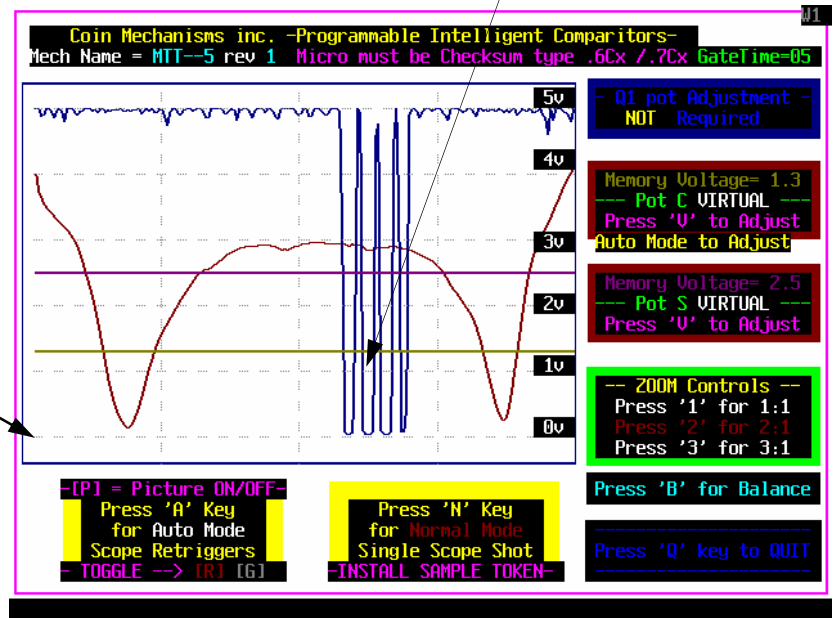 W1
Coin Mechanisms inc. -Programmable Intelligent Comparitors-
Mech Name = MTT--5 rev 1 Micro must be Checksum type .6Cx /.7Cx GateTime=05
5v
4v
3v
2v
1v
0v
- Q1 pot Adjustment -
NOT Required
Memory Voltage= 1.3
--- Pot C VIRTUAL ---
Press 'V' to Adjust
Auto Mode to Adjust
Memory Voltage= 2.5
--- Pot S VIRTUAL ---
Press 'V' to Adjust
-- ZOOM Controls --
Press '1' for 1:1
Press '2' for 2:1
Press '3' for 3:1
Press 'B' for Balance
Press 'Q' key to QUIT
-[P] = Picture ON/OFF-
Press 'A' Key
for Auto Mode
Scope Retriggers
- TOGGLE --> [R] [G]
Press 'N' Key
for Normal Mode
Single Scope Shot
-INSTALL SAMPLE TOKEN-